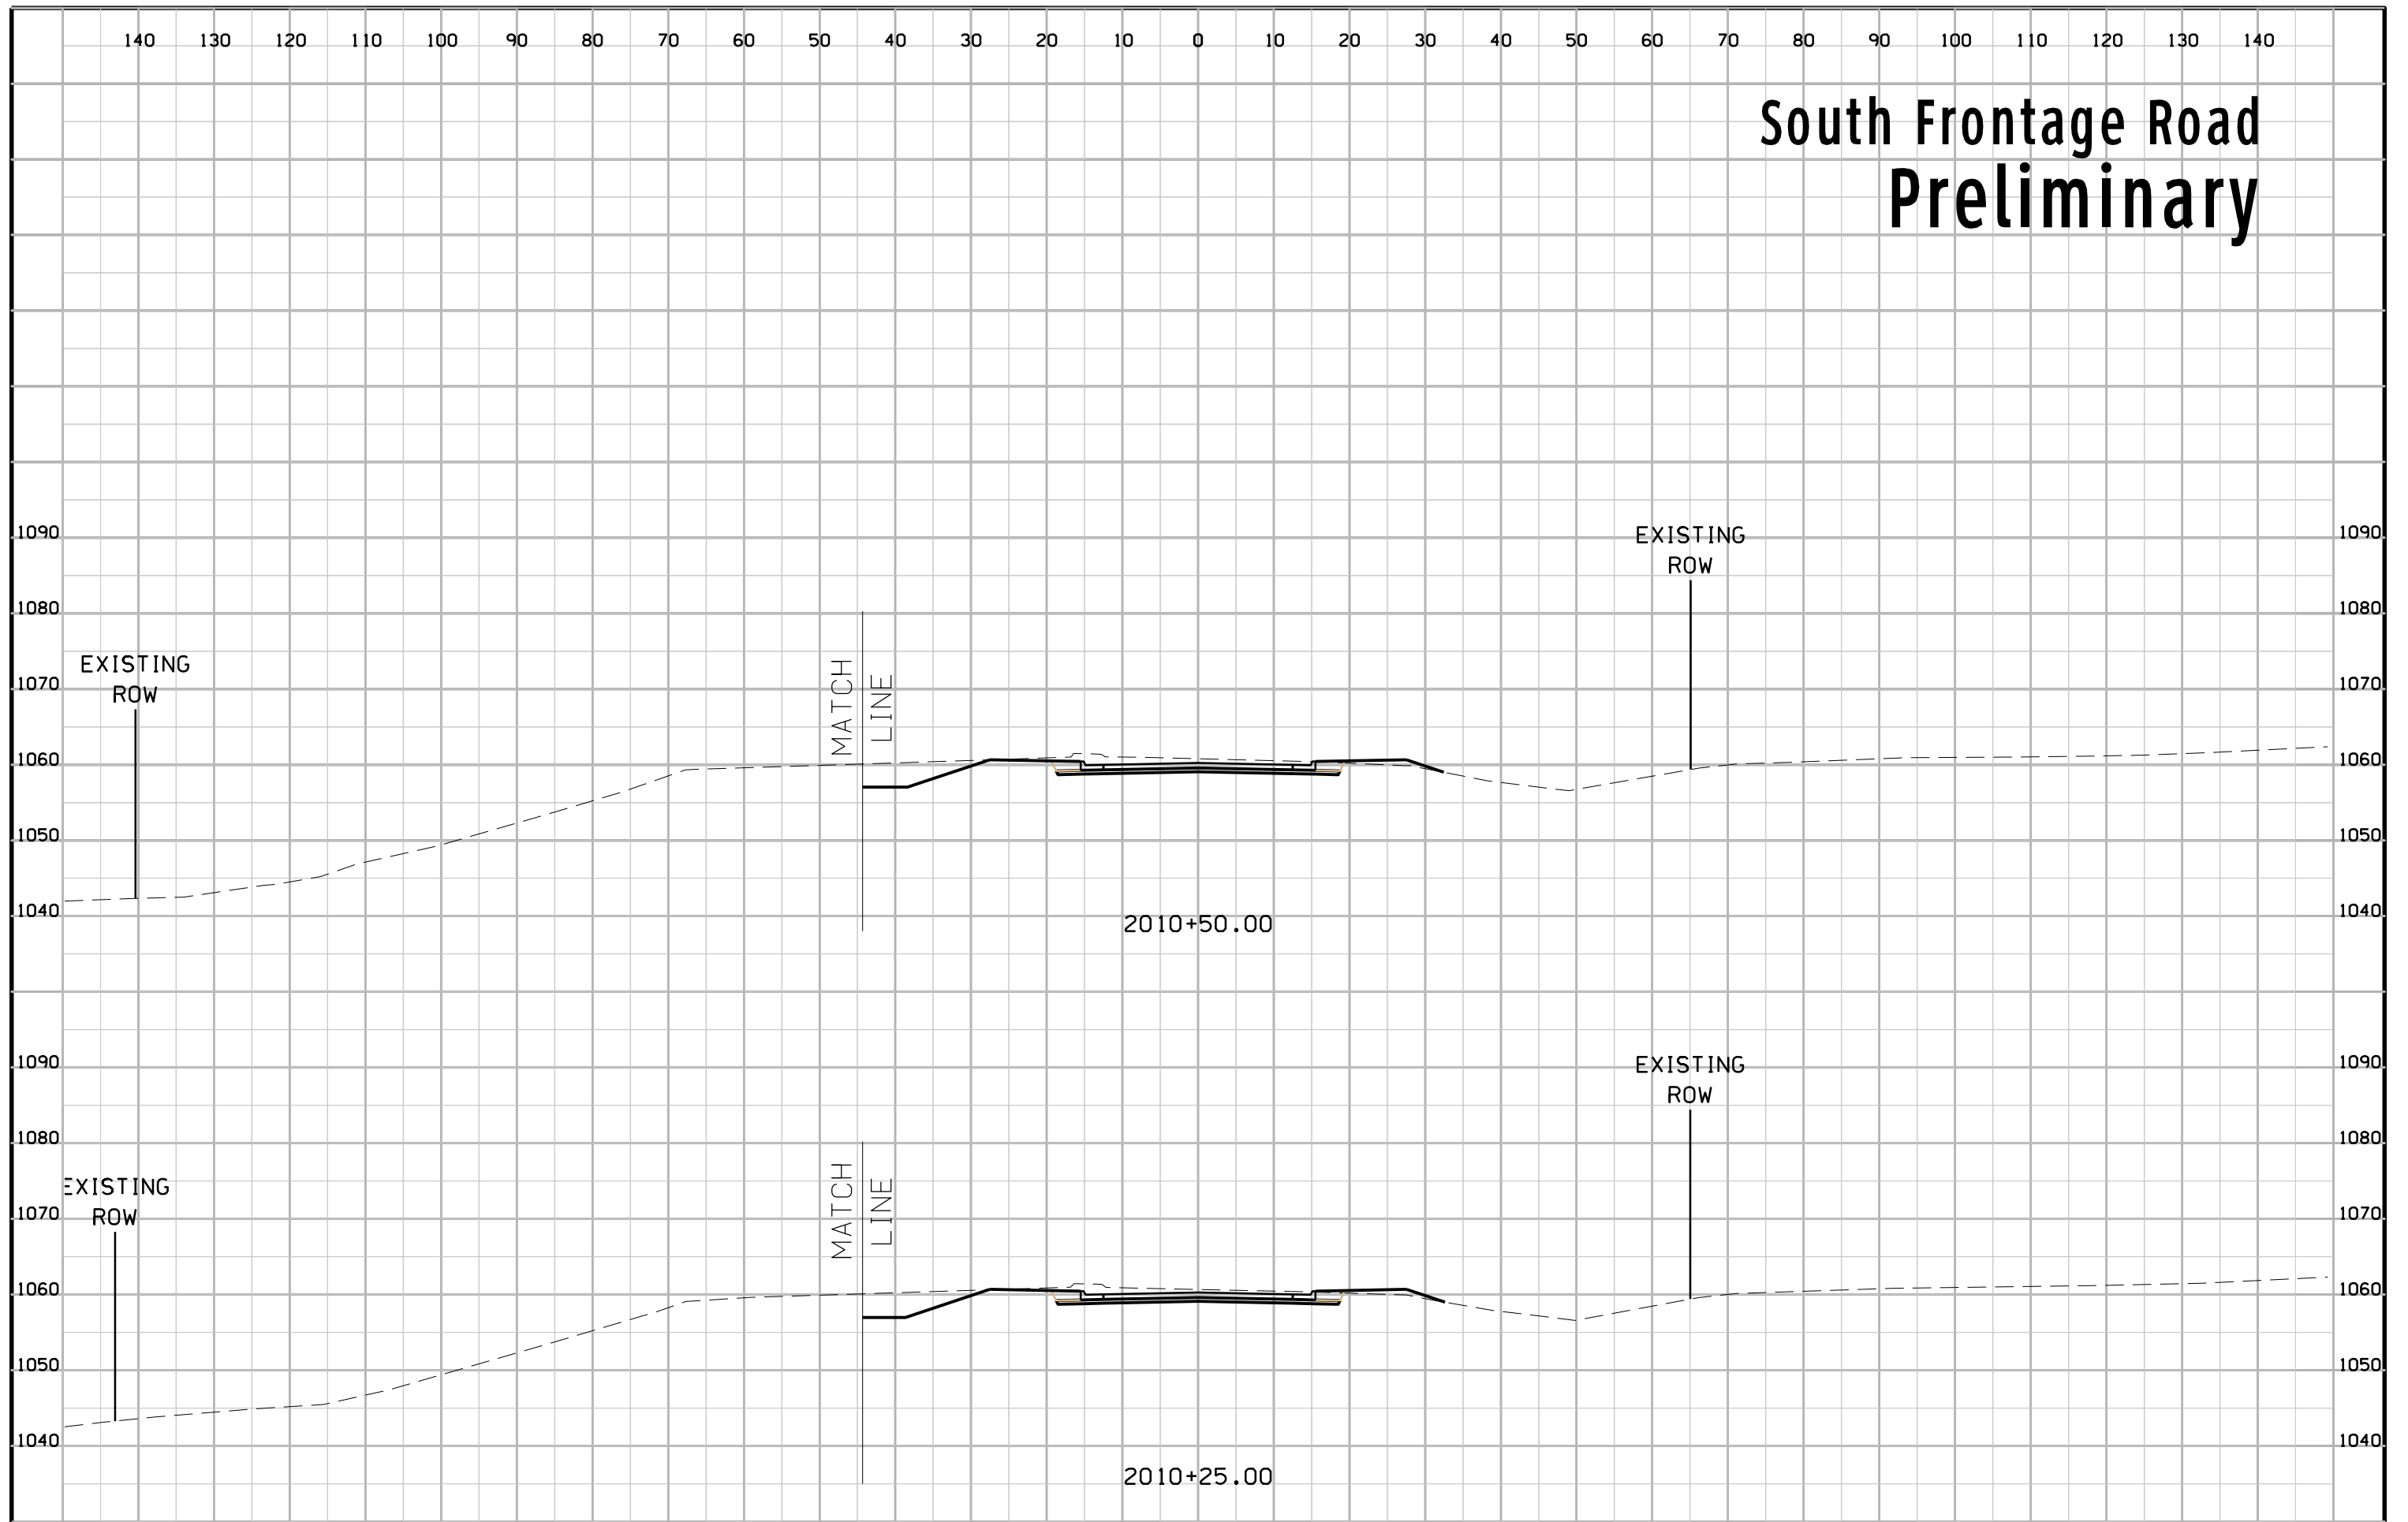 140 130 120 110 100 90 80 70 60 50 40 30 20 10 0 10 20 30 40 50 60 70 80 90 100 110 120 130 140
South Frontage Road
Preliminary
1090 1090
EXISTING
ROW
1080 1080
EXISTING
ROW
1070 1070
MATCH
LINE
1060 1060
1050 1050
1040 1040
2010+50.00
1090 1090
EXISTING
ROW
1080 1080
EXISTING
ROW
1070 1070
MATCH
LINE
1060 1060
1050 1050
1040 1040
2010+25.00